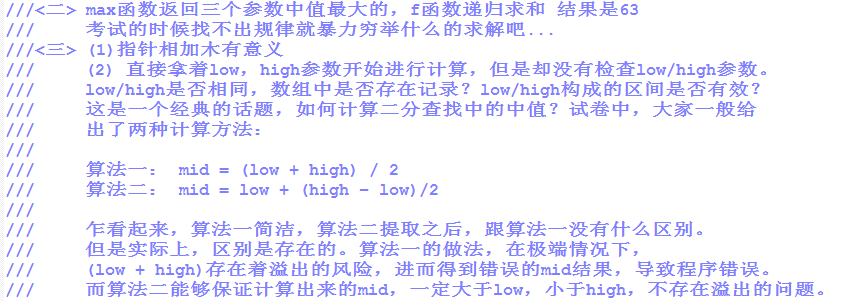 ///<二> max函数返回三个参数中值最大的，f函数递归求和 结果是63
///     考试的时候找不出规律就暴力穷举什么的求解吧...
///<三> (1)指针相加木有意义
///     (2) 直接拿着low，high参数开始进行计算，但是却没有检查low/high参数。
///     low/high是否相同，数组中是否存在记录？low/high构成的区间是否有效？
///     这是一个经典的话题，如何计算二分查找中的中值？试卷中，大家一般给
///     出了两种计算方法：
///
///     算法一： mid = (low + high) / 2
///     算法二： mid = low + (high - low)/2
///
///     乍看起来，算法一简洁，算法二提取之后，跟算法一没有什么区别。
///     但是实际上，区别是存在的。算法一的做法，在极端情况下，
///     (low + high)存在着溢出的风险，进而得到错误的mid结果，导致程序错误。
///     而算法二能够保证计算出来的mid，一定大于low，小于high，不存在溢出的问题。